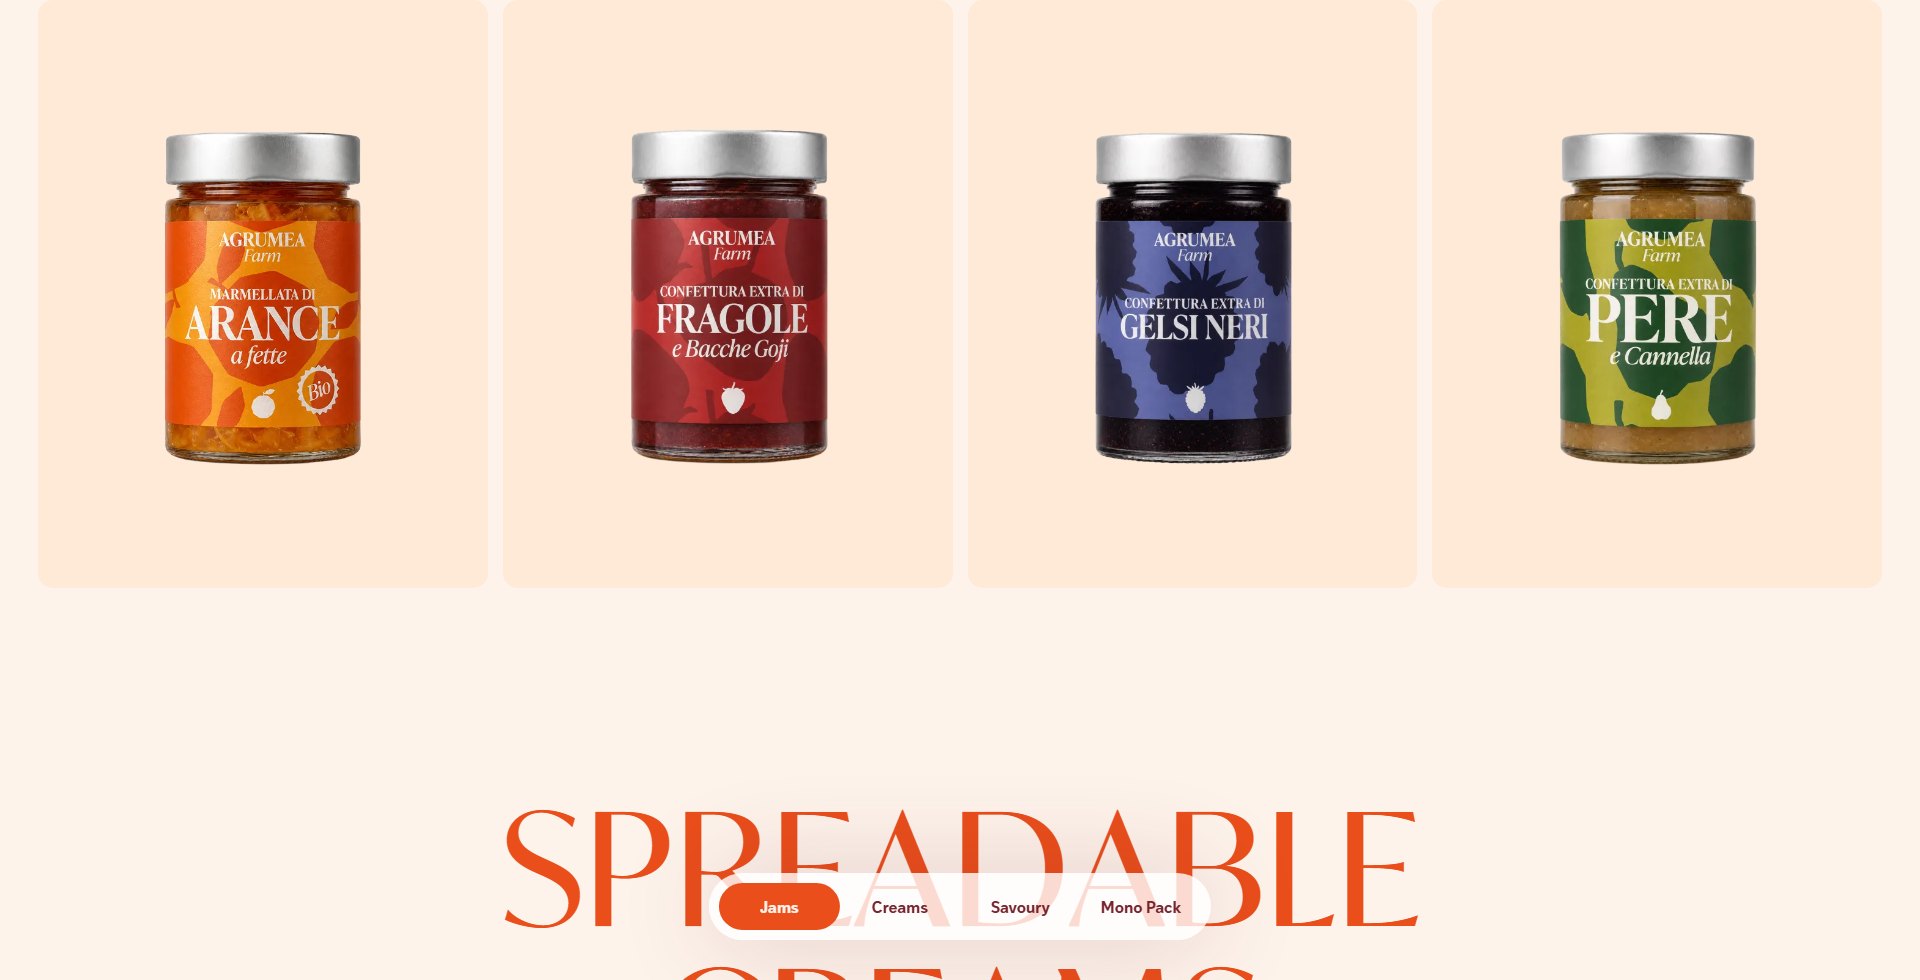 AGRUMEA
Farm
MARMELLATA DI
ARANCE
a fette
Bio
AGRUMEA
Farm
CONFETTURA EXTRA DI
FRAGOLE
e Bacche Goji
AGRUMEA
Farm
CONFETTURA EXTRA DI
GELSI NERI
AGRUMEA
Farm
CONFETTURA EXTRA DI
PERE
e Cannella
SPREADABLE
Jams
Creams
Savoury
Mono Pack
CREAMS